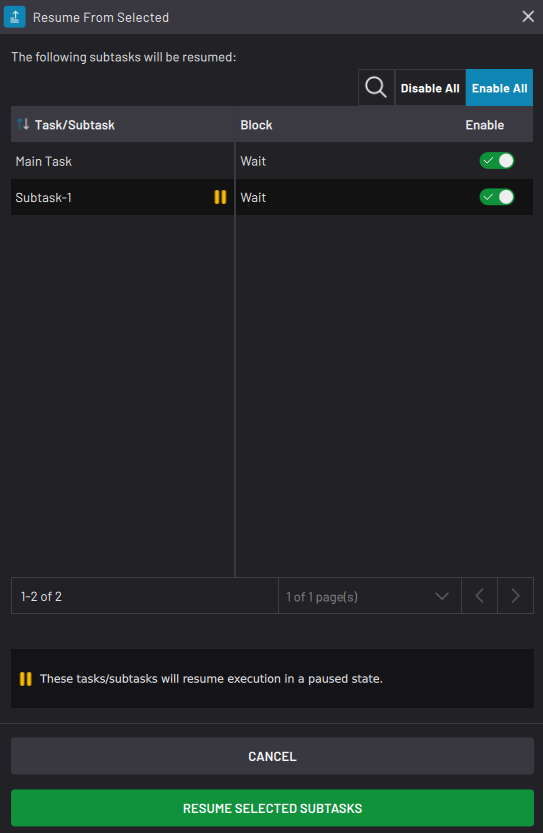 Resume From Selected
The following subtasks will be resumed:
Disable All Enable All
Task/Subtask Block Enable
Main Task Wait
Subtask-1 Wait
1-2 of 2 1 of 1 page(s)
These tasks/subtasks will resume execution in a paused state.
CANCEL
RESUME SELECTED SUBTASKS